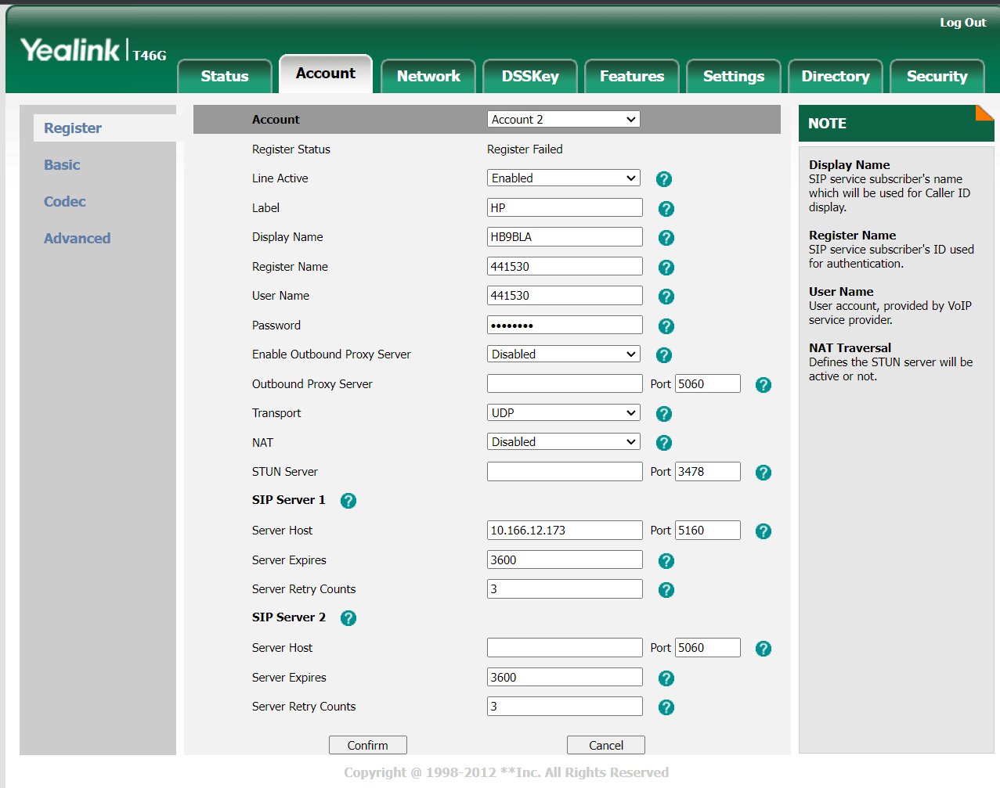 Log Out
Yealink T46G
Status Account Network DSSKey Features Settings Directory Security
Register
Basic
Codec
Advanced
Account Account 2
Register Status Register Failed
Line Active Enabled ?
Label HP ?
Display Name HB9BLA ?
Register Name 441530 ?
User Name 441530 ?
Password •••••••• ?
Enable Outbound Proxy Server Disabled ?
Outbound Proxy Server Port 5060 ?
Transport UDP ?
NAT Disabled ?
STUN Server Port 3478 ?
SIP Server 1 ?
Server Host 10.166.12.173 Port 5160 ?
Server Expires 3600 ?
Server Retry Counts 3 ?
SIP Server 2 ?
Server Host Port 5060 ?
Server Expires 3600 ?
Server Retry Counts 3 ?
Confirm Cancel
NOTE
Display Name
SIP service subscriber's name
which will be used for Caller ID
display.
Register Name
SIP service subscriber's ID used
for authentication.
User Name
User account, provided by VoIP
service provider.
NAT Traversal
Defines the STUN server will be
active or not.
Copyright @ 1998-2012 **Inc. All Rights Reserved